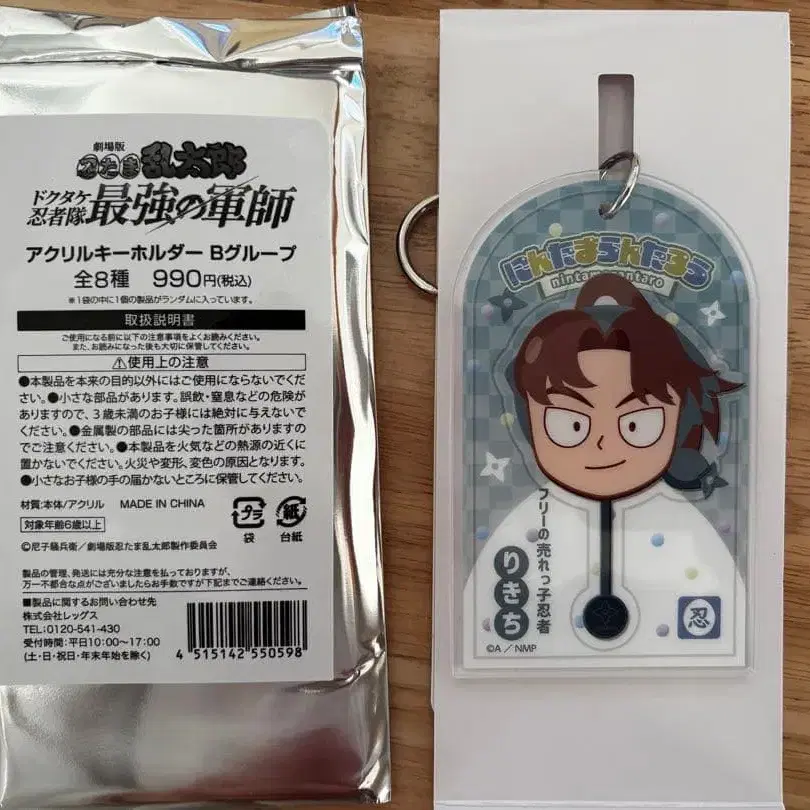 劇場版
忍たま乱太郎
ドクタケ忍者隊 最強の軍師
アクリルキーホルダー Bグループ
全8種 990円(税込)
※1袋の中に1個の製品がランダムに入っています。
取扱説明書
ご使用になる前に以下の注意事項をよくお読みください。
また、お読みになった後も大切に保管してください。
⚠使用上の注意
●本製品を本来の目的以外にはご使用にならないでくだ
さい。●小さな部品があります。誤飲・窒息などの危険が
ありますので、3歳未満のお子様には絶対に与えないで
ください。●金属製の部品には尖った箇所がありますの
でご注意ください。●本製品を火気などの熱源の近くに
置かないでください。火災や変形、変色の原因となります。
●小さなお子様の手の届かないところに保管してください。
材質:本体/アクリル MADE IN CHINA
対象年齢6歳以上
プラ
袋
紙
台紙
©尼子騒兵衛/劇場版忍たま乱太郎製作委員会
製品の管理、発送には充分な注意を払っておりますが、
万一不都合な点がございましたらお手数ですが下記までご連絡ください。
■製品に関するお問い合わせ先
株式会社レッグス
TEL:0120-541-430
受付時間:平日10:00〜17:00
(土・日・祝日・年末年始を除く)
4 515142 550598
にんたまらんたろう
nintamarantaro
フリーの売れっ子忍者
りきち
忍
©A/NMP